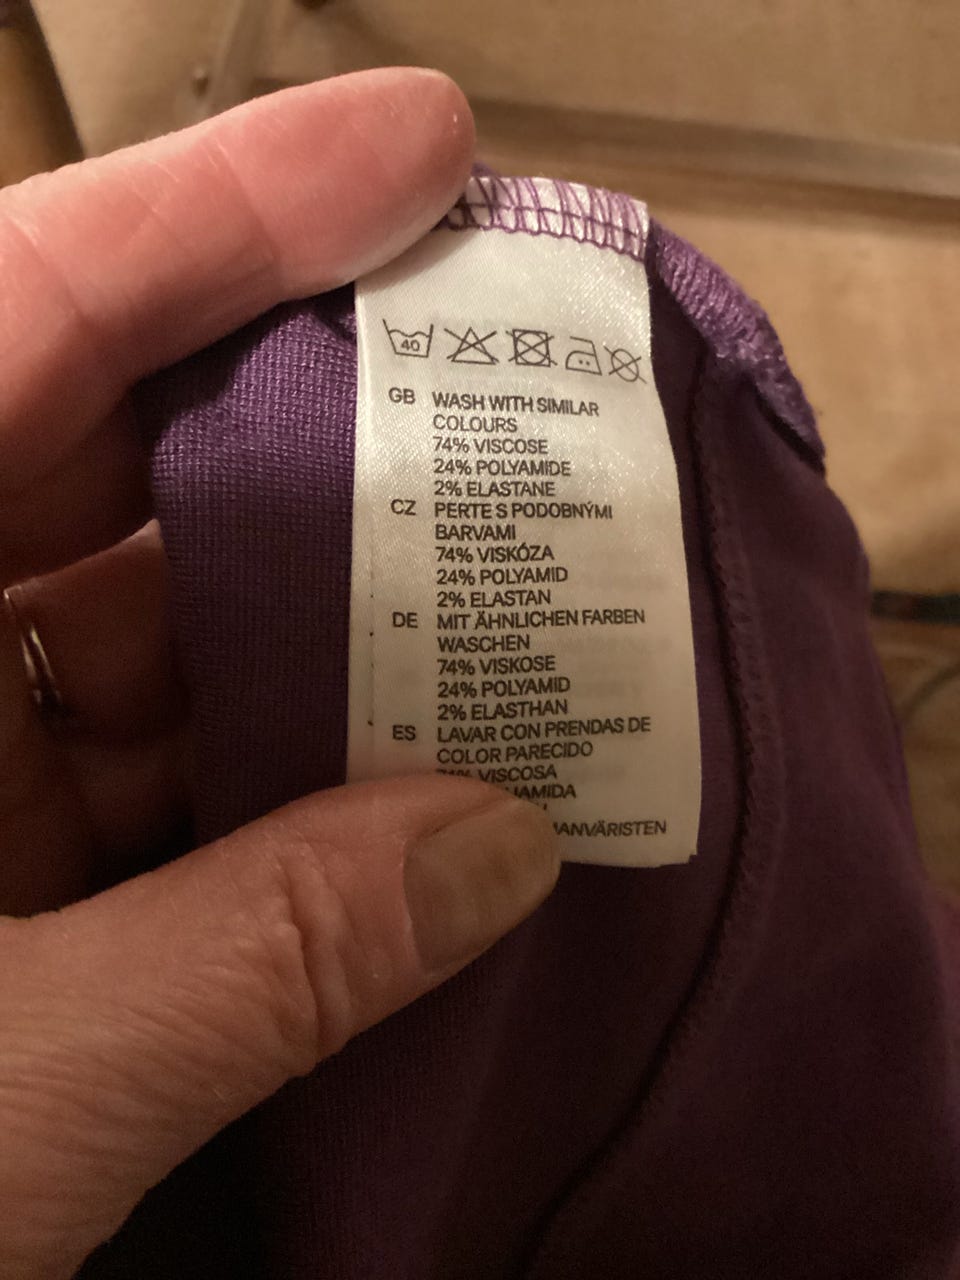 40
GB WASH WITH SIMILAR
COLOURS
74% VISCOSE
24% POLYAMIDE
2% ELASTANE
CZ PERTE S PODOBNÝMI
BARVAMI
74% VISKÓZA
24% POLYAMID
2% ELASTAN
DE MIT ÄHNLICHEN FARBEN
WASCHEN
74% VISKOSE
24% POLYAMID
2% ELASTHAN
ES LAVAR CON PRENDAS DE
COLOR PARECIDO
VISCOSA